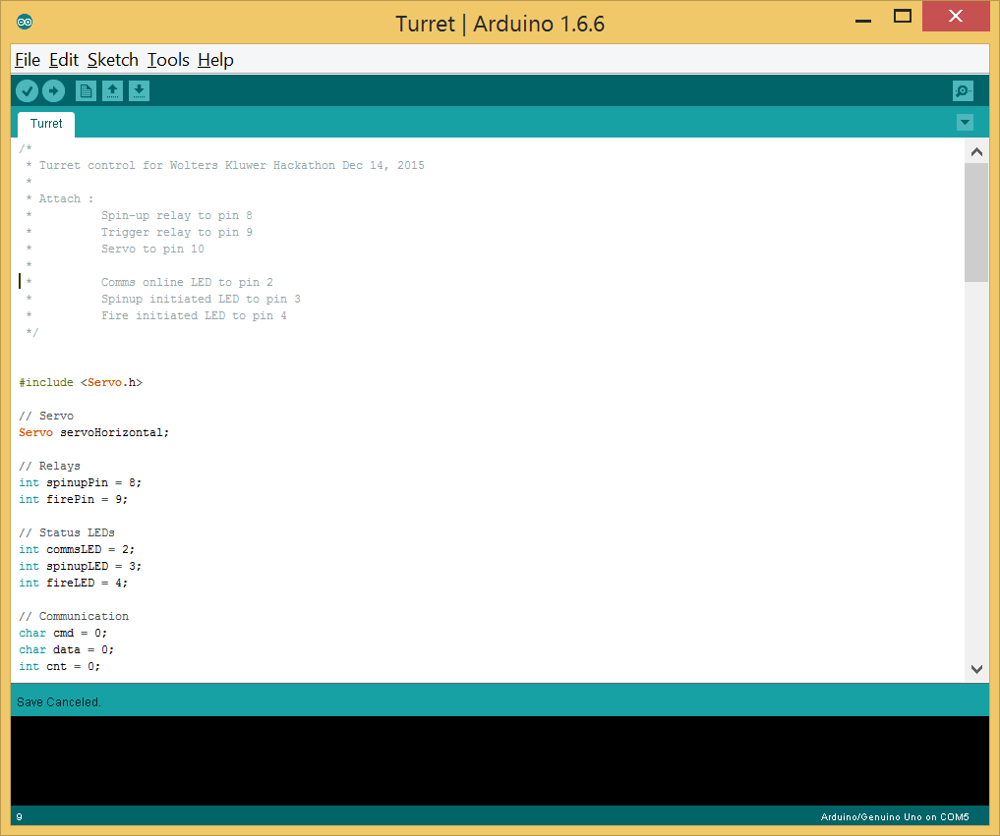 Turret | Arduino 1.6.6
File Edit Sketch Tools Help
Turret
/*
 * Turret control for Wolters Kluwer Hackathon Dec 14, 2015
 *
 * Attach :
 *          Spin-up relay to pin 8
 *          Trigger relay to pin 9
 *          Servo to pin 10
 *
 *          Comms online LED to pin 2
 *          Spinup initiated LED to pin 3
 *          Fire initiated LED to pin 4
 */
#include <Servo.h>
// Servo
Servo servoHorizontal;
// Relays
int spinupPin = 8;
int firePin = 9;
// Status LEDs
int commsLED = 2;
int spinupLED = 3;
int fireLED = 4;
// Communication
char cmd = 0;
char data = 0;
int cnt = 0;
Save Canceled.
9
Arduino/Genuino Uno on COM5